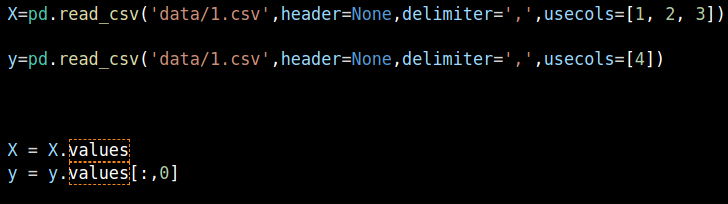 X=pd.read_csv('data/1.csv',header=None,delimiter=',',usecols=[1, 2, 3])
y=pd.read_csv('data/1.csv',header=None,delimiter=',',usecols=[4])
X = X.values
y = y.values[:,0]